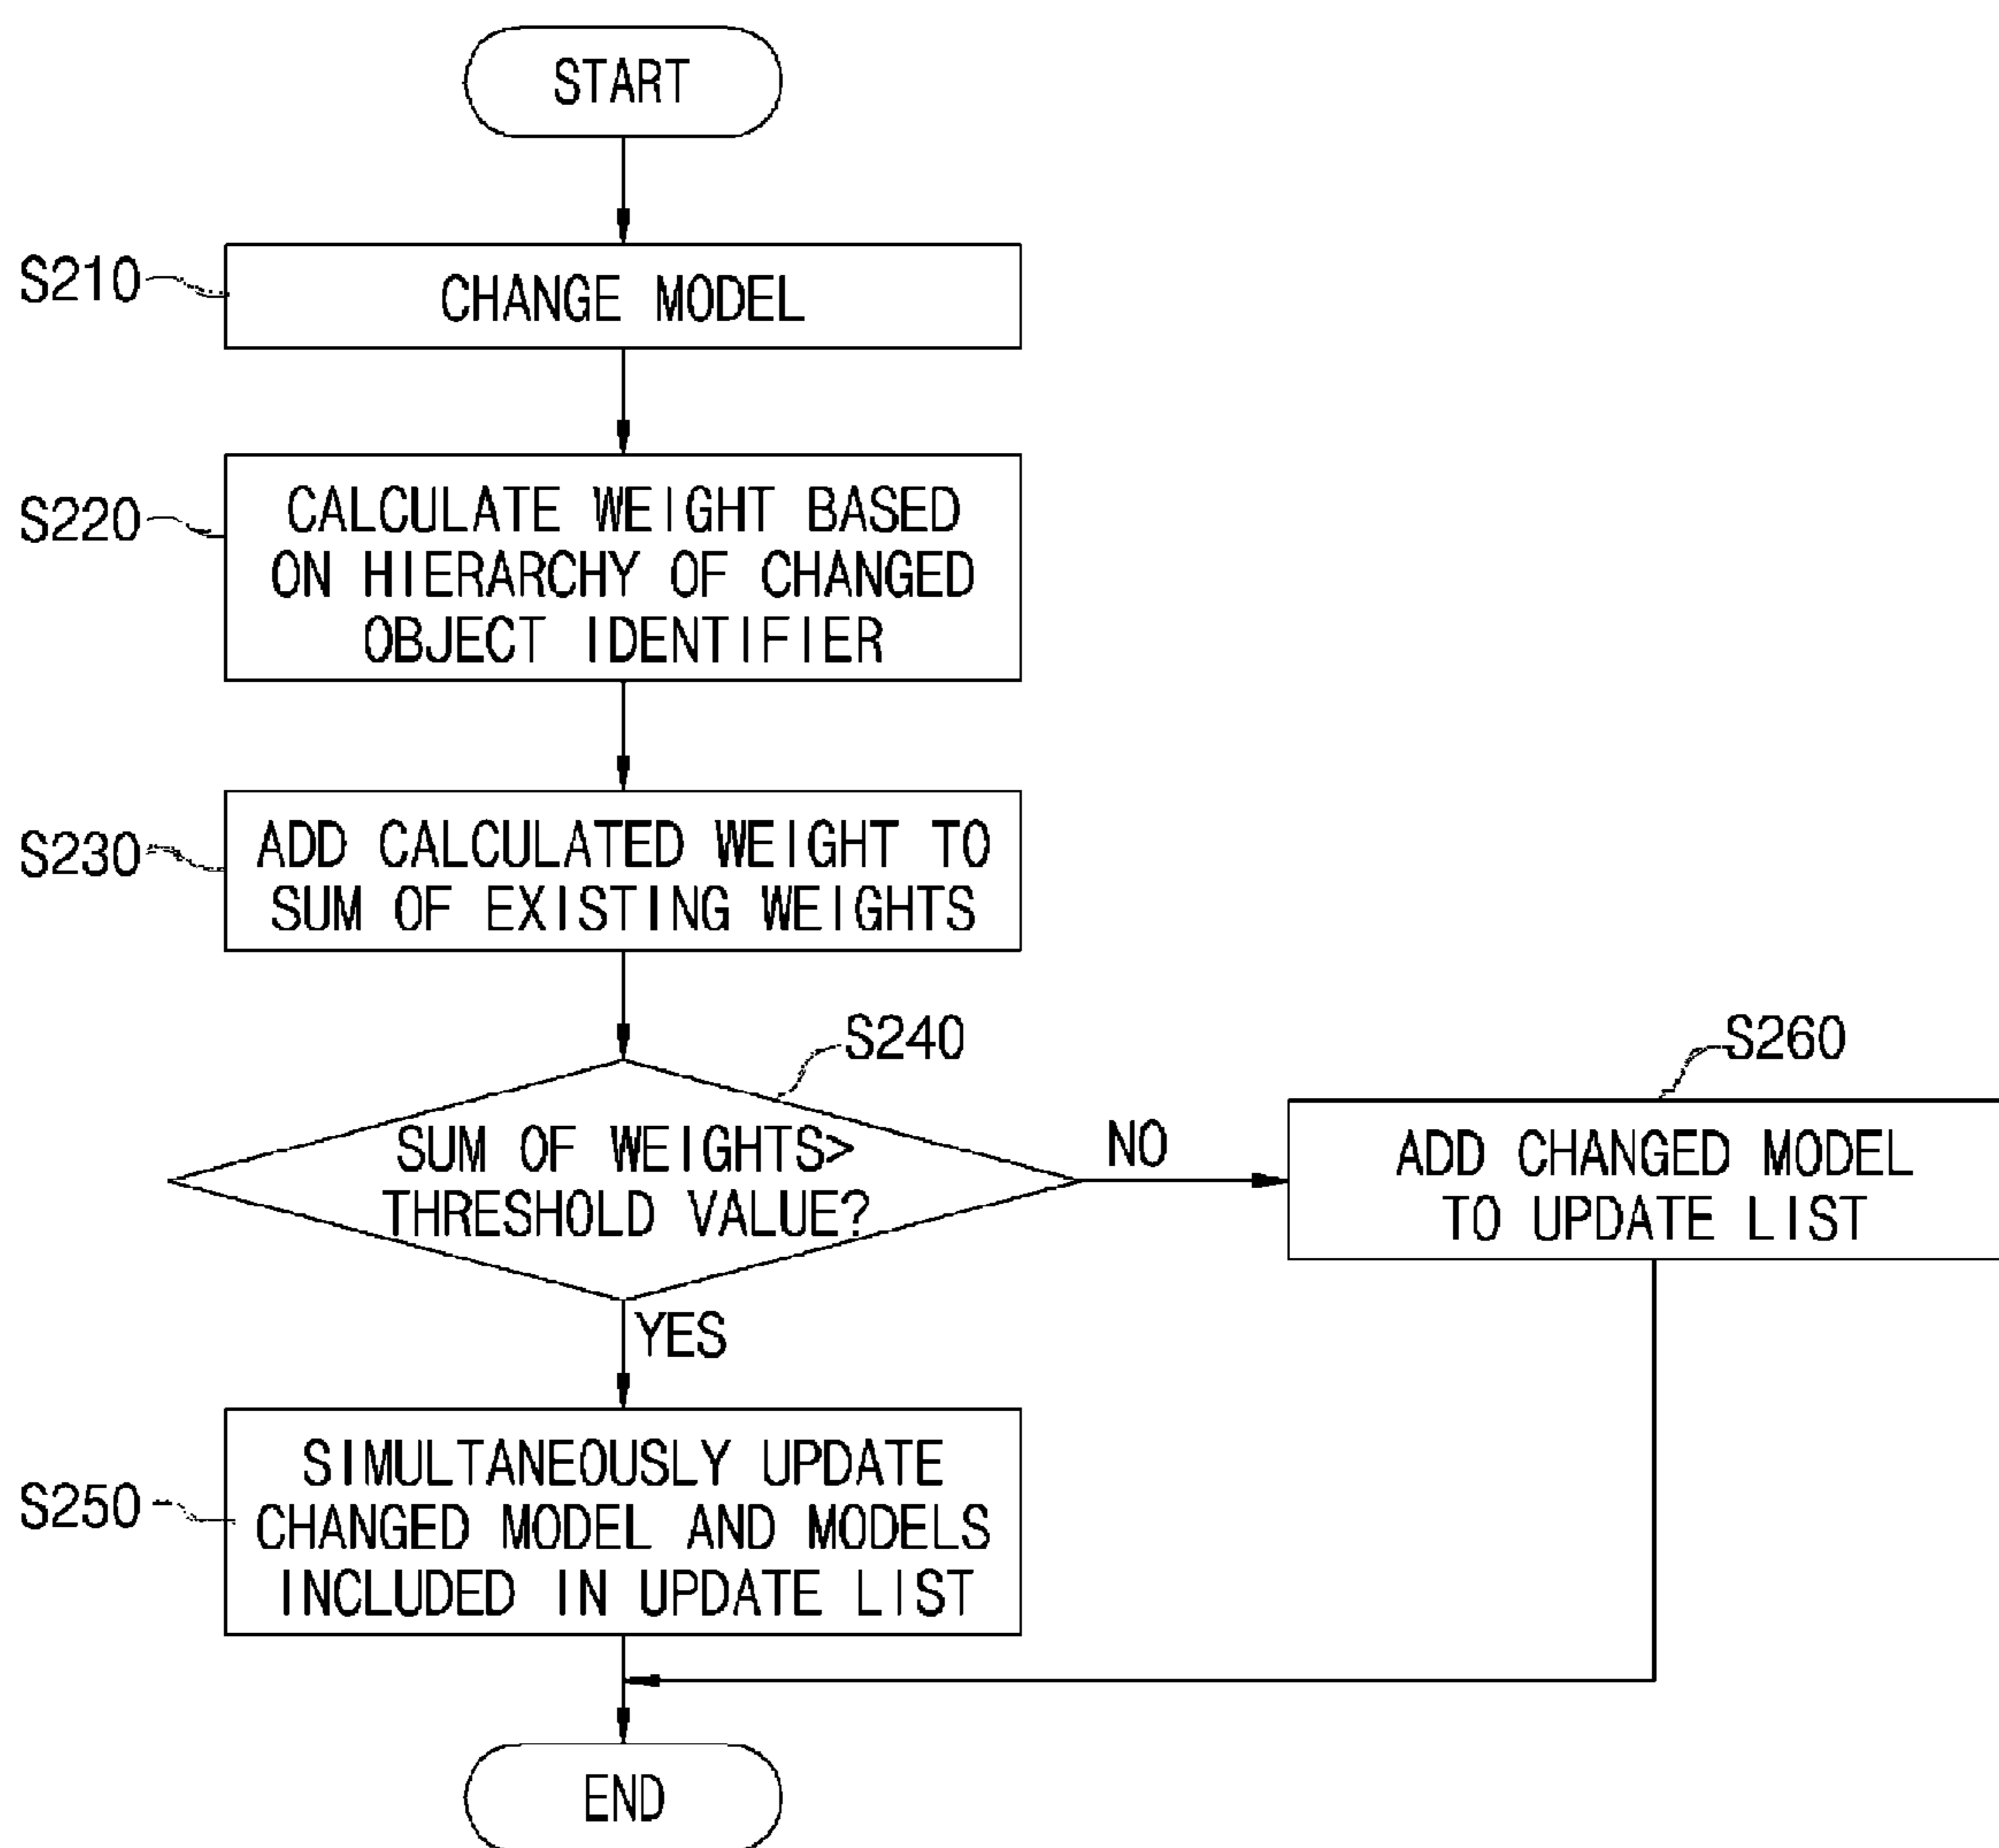 START
S210
CHANGE MODEL
S220
CALCULATE WEIGHT BASED
ON HIERARCHY OF CHANGED
OBJECT IDENTIFIER
S230
ADD CALCULATED WEIGHT TO
SUM OF EXISTING WEIGHTS
S240
SUM OF WEIGHTS>
THRESHOLD VALUE?
NO
S260
ADD CHANGED MODEL
TO UPDATE LIST
YES
S250
SIMULTANEOUSLY UPDATE
CHANGED MODEL AND MODELS
INCLUDED IN UPDATE LIST
END